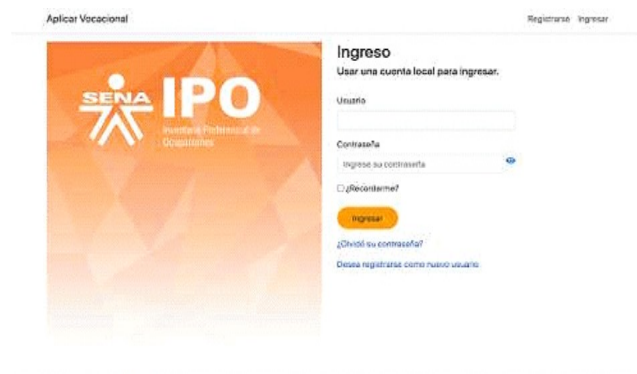 Aplicar Vocacional
Registrarse Ingresar
SENA
IPO
Inventario Preferencial de
Ocupaciones
Ingreso
Usar una cuenta local para ingresar.
Usuario
Contraseña
Ingrese su contraseña
¿Recordarme?
Ingresar
¿Olvidó su contraseña?
Desea registrarse como nuevo usuario